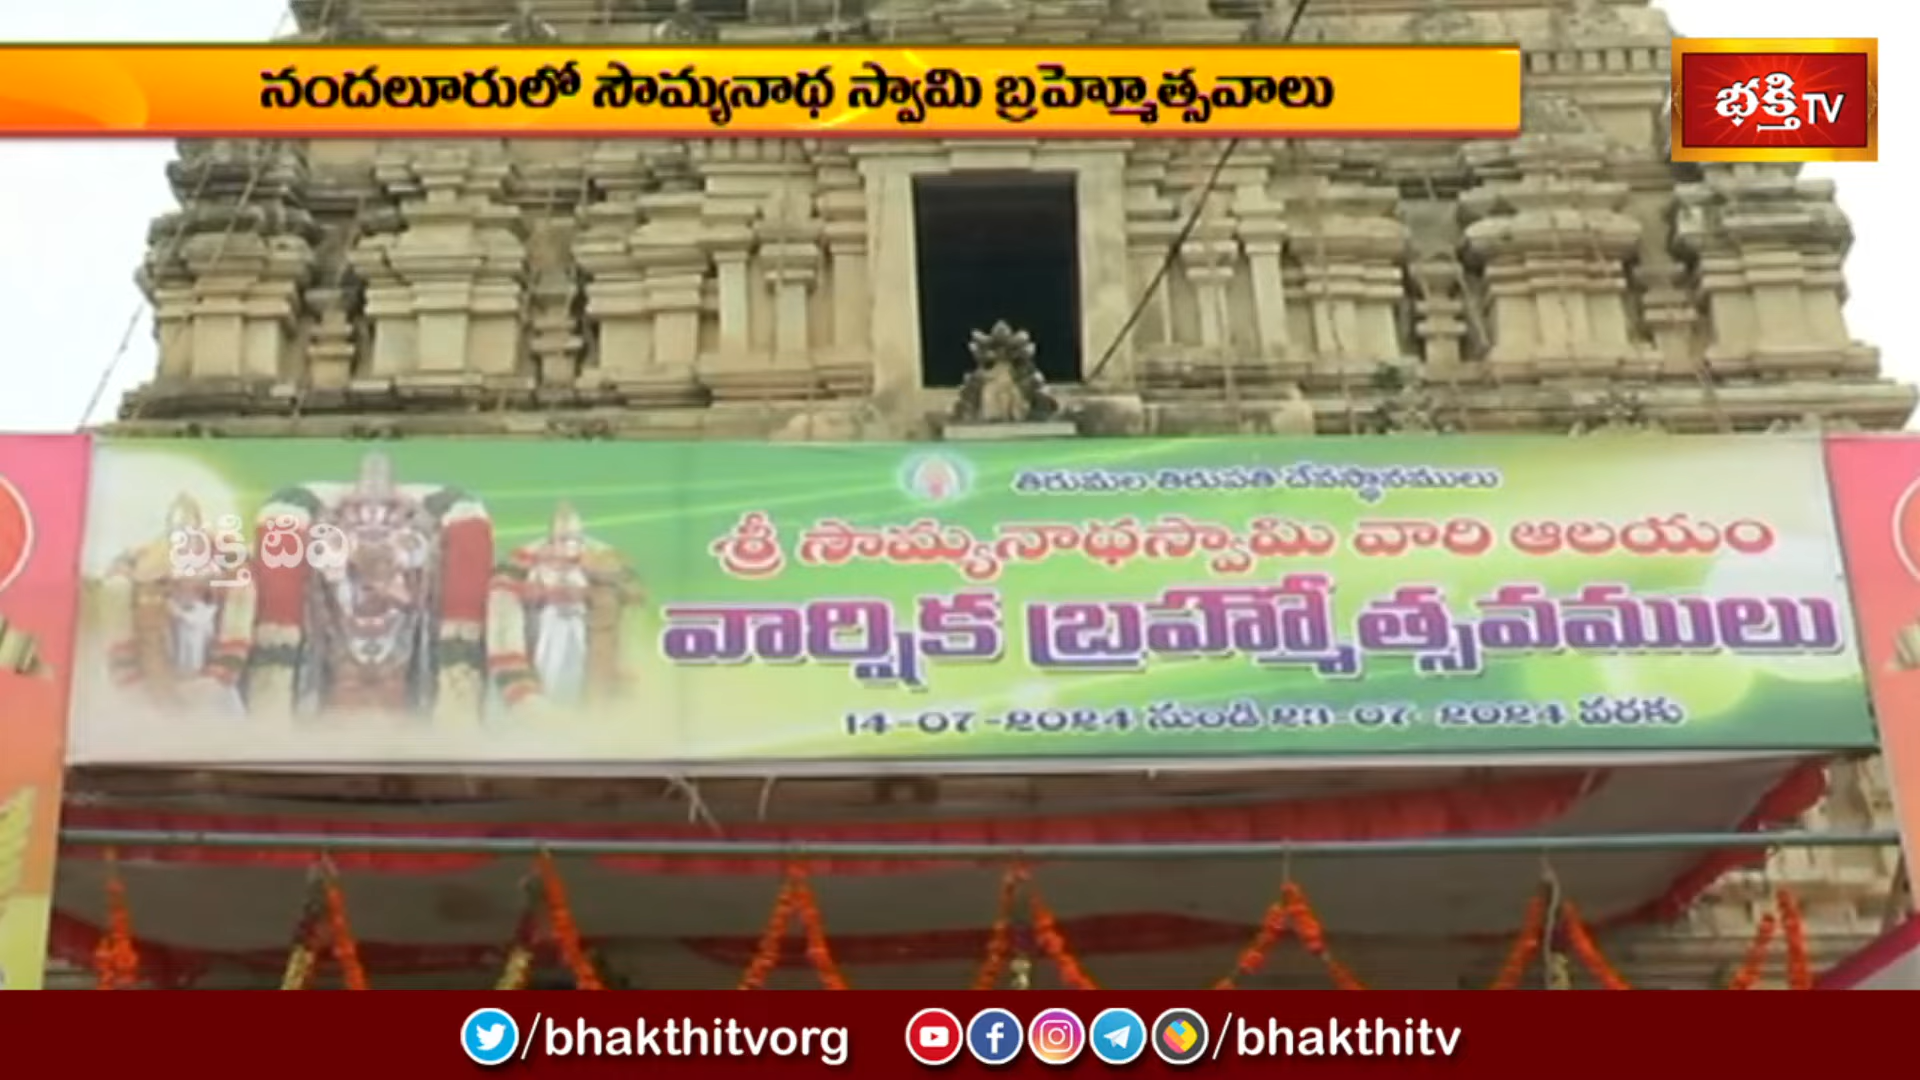 నందలూరులో సౌమ్యనాథ స్వామి బ్రహ్మోత్సవాలు
భక్తి TV
తిరుమల తిరుపతి దేవస్థానములు
శ్రీ సౌమ్యనాథస్వామి వారి ఆలయం
భక్తి టీవి
వార్షిక బ్రహ్మోత్సవములు
14-07-2024 నుండి 23-07-2024 వరకు
/bhakthitvorg
/bhakthitv